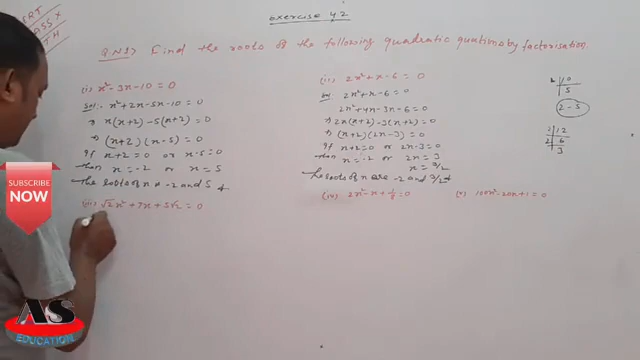 exercise 4.2
Q.N.1> Find the roots of the following quadratic quations by factorisation.
(i) x² - 3x - 10 = 0
Sol: x² + 2x - 5x - 10 = 0
⇒ x(x+2) - 5(x+2) = 0
⇒ (x+2)(x-5) = 0
If x+2 = 0 or x-5 = 0
then x = -2 or x = 5
The roots of x -2 and 5
(iii) √2x² + 7x + 5√2 = 0
(ii) 2x² + x - 6 = 0
2x² + x - 6 = 0
2x² + 4x - 3x - 6 = 0
⇒ 2x(x+2) - 3(x+2) = 0
⇒ (x+2)(2x-3) = 0
If x+2 = 0 or 2x-3 = 0
then x = -2 or 2x = 3
x = 3/2
The roots of x are -2 and 3/2
(iv) 2x² - x + 1/8 = 0 (v) 100x² - 20x + 1 = 0
2 10
5
2 - 5
2 12
2 6
3
SUBSCRIBE
NOW
AS
EDUCATION